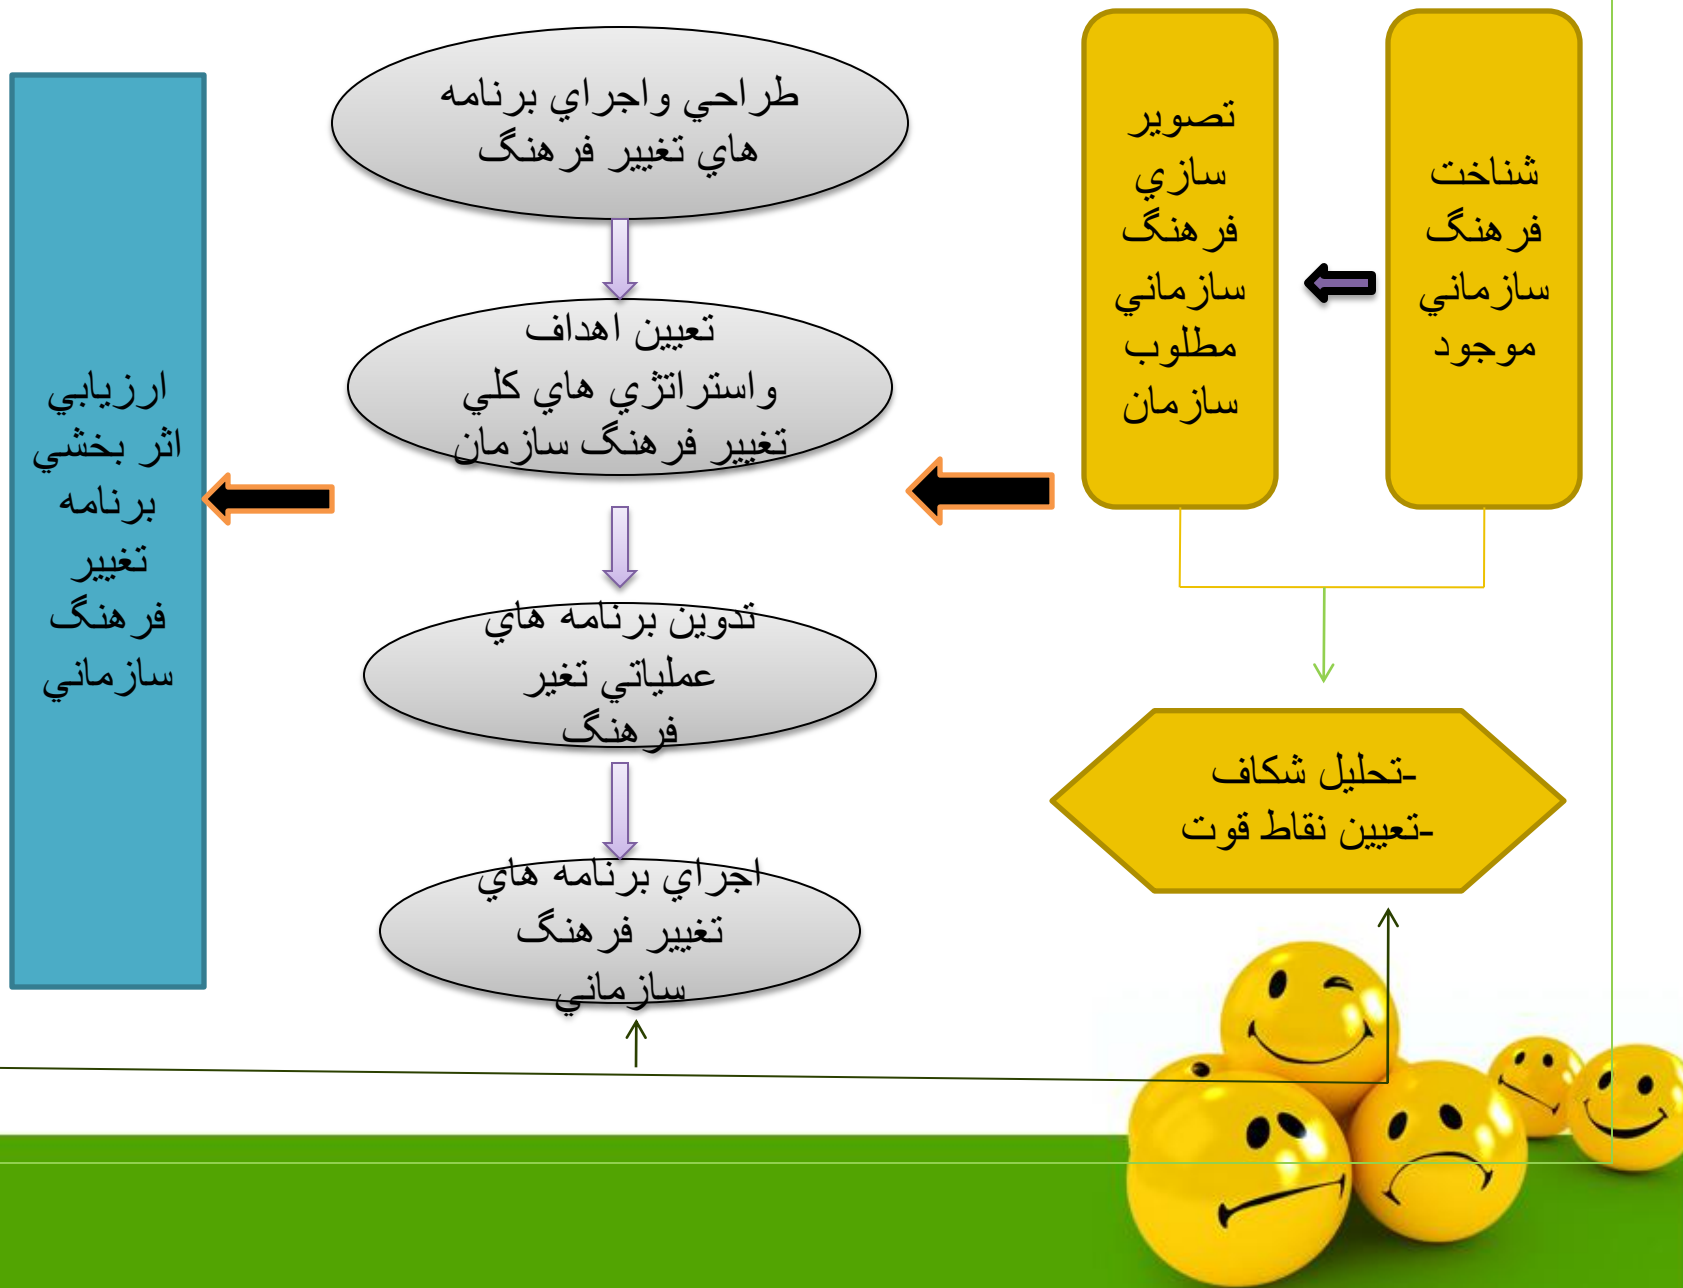 شناخت
فرهنگ
سازماني
موجود
تصوير
سازي
فرهنگ
سازماني
مطلوب
سازمان
-تحليل شكاف
-تعيين نقاط قوت
طراحي واجراي برنامه
هاي تغيير فرهنگ
تعيين اهداف
واستراتژي هاي كلي
تغيير فرهنگ سازمان
تدوين برنامه هاي
عملياتي تغير
فرهنگ
اجراي برنامه هاي
تغيير فرهنگ
سازماني
ارزيابي
اثر بخشي
برنامه
تغيير
فرهنگ
سازماني